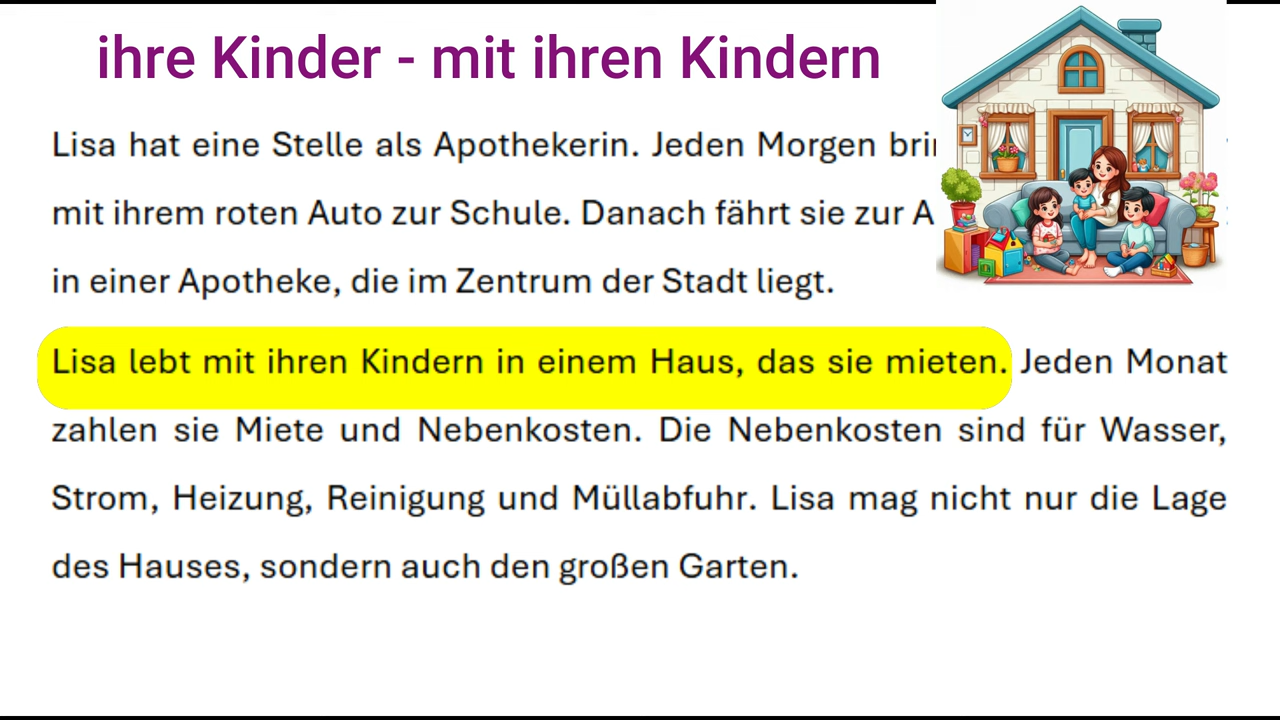 ihre Kinder - mit ihren Kindern
Lisa hat eine Stelle als Apothekerin. Jeden Morgen
mit ihrem roten Auto zur Schule. Danach fährt sie zur
in einer Apotheke, die im Zentrum der Stadt liegt.
Lisa lebt mit ihren Kindern in einem Haus, das sie mieten. Jeden Monat
zahlen sie Miete und Nebenkosten. Die Nebenkosten sind für Wasser,
Strom, Heizung, Reinigung und Müllabfuhr. Lisa mag nicht nur die Lage
des Hauses, sondern auch den großen Garten.